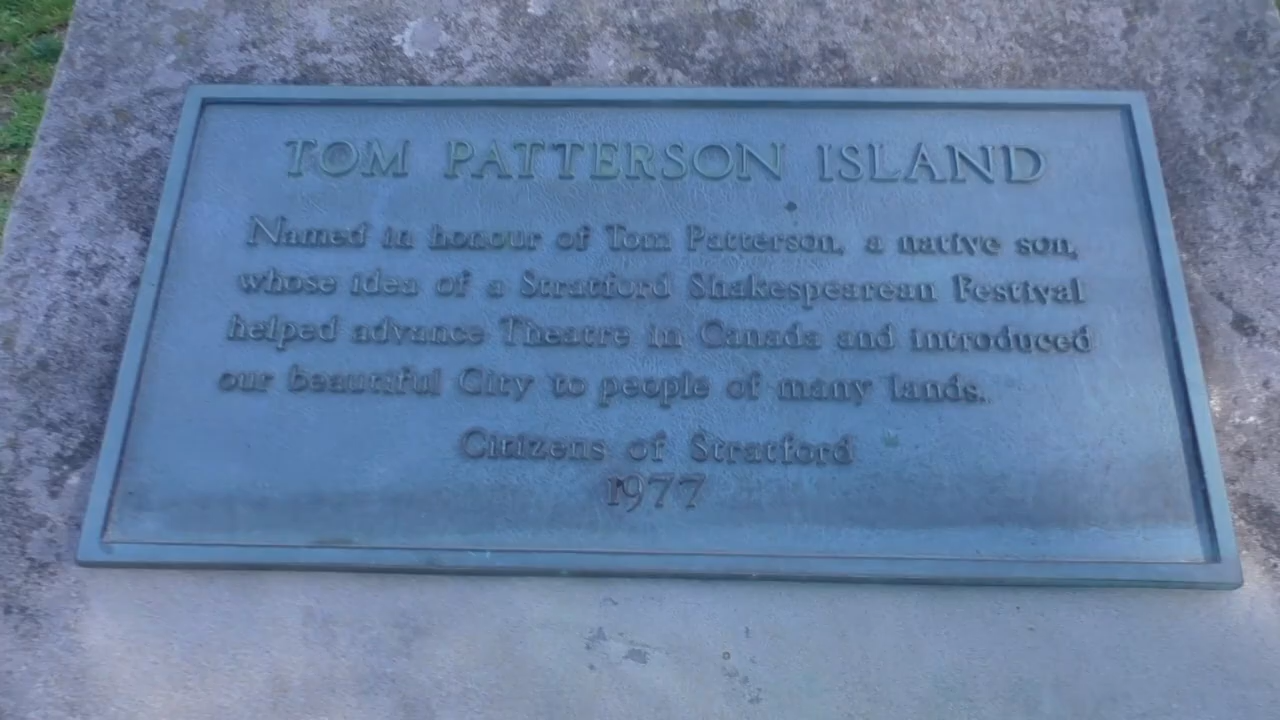 TOM PATTERSON ISLAND
Named in honour of Tom Patterson, a native son,
whose idea of a Stratford Shakespearean Festival
helped advance Theatre in Canada and introduced
our beautiful City to people of many lands.
Citizens of Stratford
1977